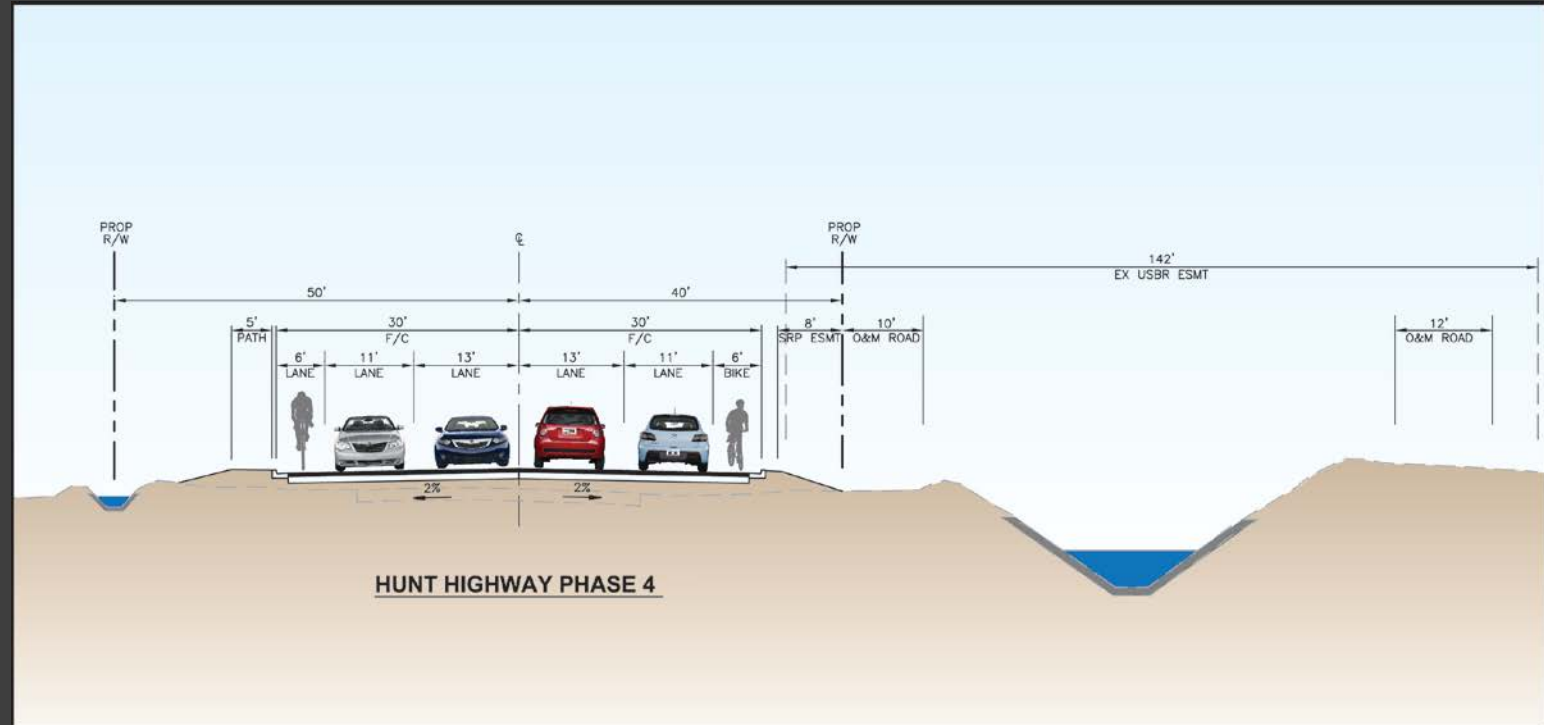 PROP
R/W
℄
PROP
R/W
142'
EX USBR ESMT
50'
40'
5'
PATH
30'
F/C
30'
F/C
8'
SRP ESMT
10'
O&M ROAD
12'
O&M ROAD
6'
LANE
11'
LANE
13'
LANE
13'
LANE
11'
LANE
6'
BIKE
2%
2%
HUNT HIGHWAY PHASE 4